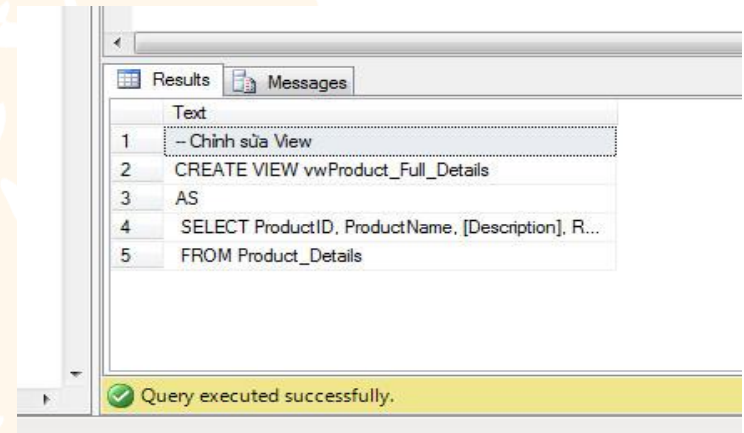 Results Messages
Text
1 -- Chỉnh sửa View
2 CREATE VIEW vwProduct_Full_Details
3 AS
4 SELECT ProductID, ProductName, [Description], R...
5 FROM Product_Details
Query executed successfully.